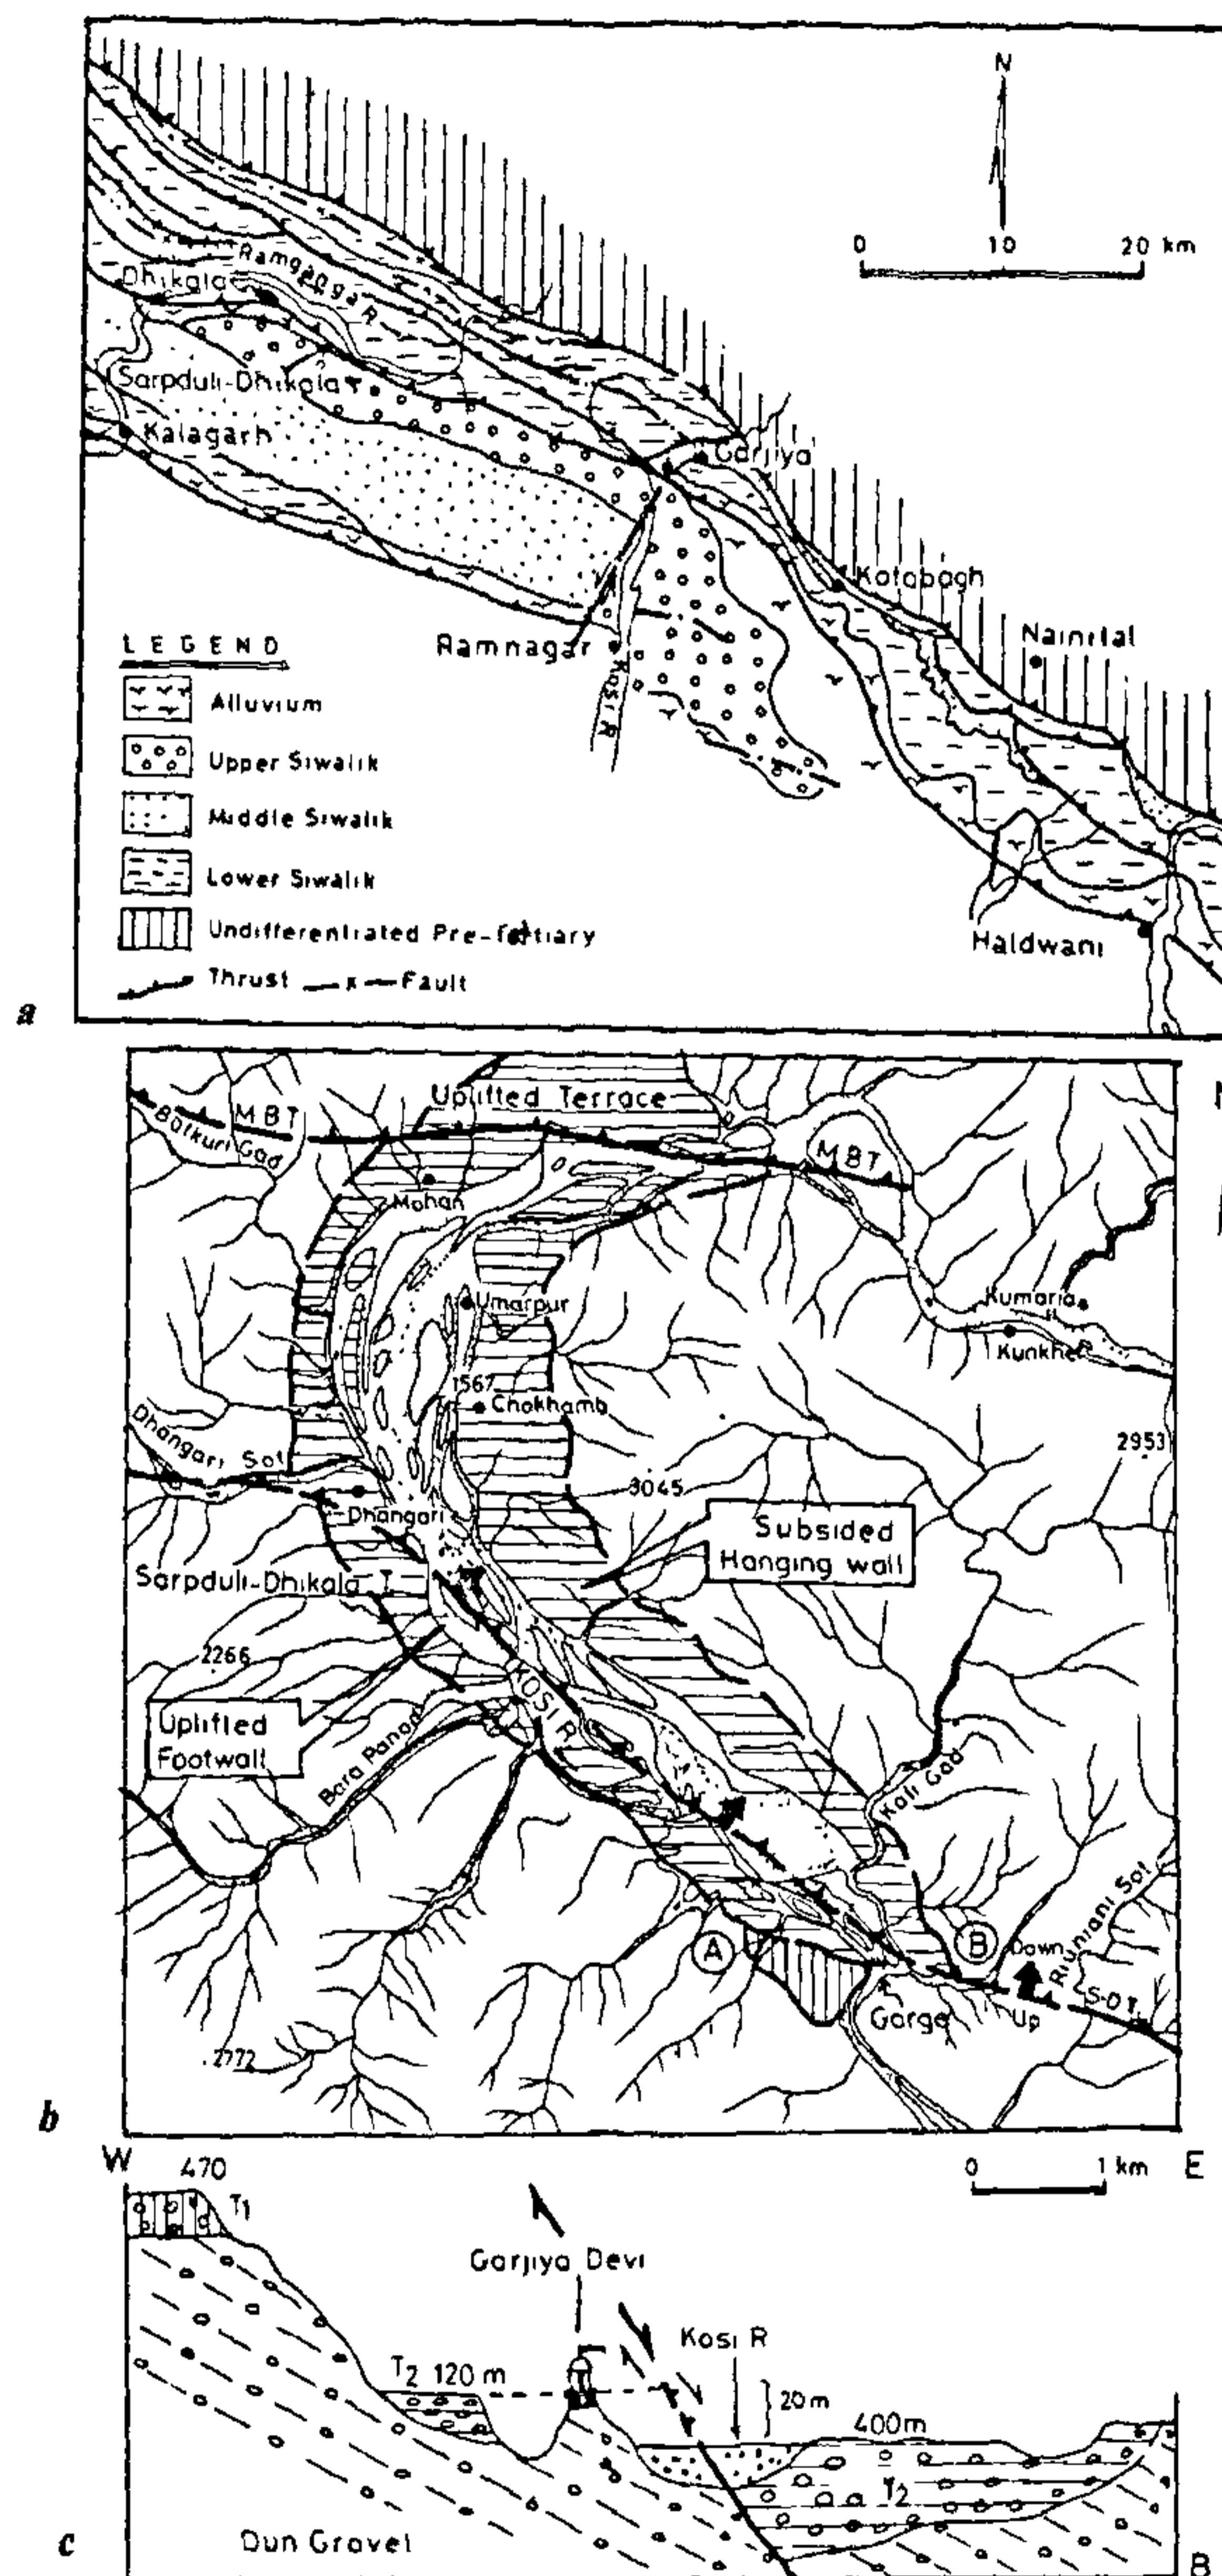 N
0 10 20 km
Ramganga R
Dhikala
Sarpduli-Dhikala T
Kalagarh
Garjiya
Kotabagh
Nainital
Ramnagar
Kosi R
Haldwani
LEGEND
Alluvium
Upper Siwalik
Middle Siwalik
Lower Siwalik
Undifferentiated Pre-tertiary
Thrust — x — Fault
a
Uplifted Terrace
MBT
Batkuri Gad
MBT
Mohan
Umarpur
Kumaria
Kunkhet
1567
Chokhamb
Dhangari Sot
2953
3045
Dhangari
Subsided
Hanging wall
Sarpduli-Dhikala T
2266
KOSI R
Uplifted
Footwall
Bara Panod
Kali Gad
A
B
Down
Riuniani Sot
S-D T
Gorge
Up
2772
b
W
470
0 1 km
E
T1
Garjiya Devi
Kosi R
T2 120 m
20 m
400m
T2
Dun Gravel
c
B